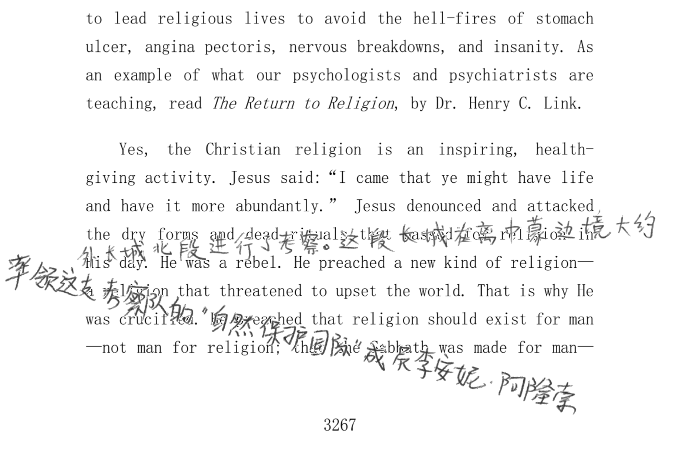 to lead religious lives to avoid the hell-fires of stomach
ulcer, angina pectoris, nervous breakdowns, and insanity. As
an example of what our psychologists and psychiatrists are
teaching, read The Return to Religion, by Dr. Henry C. Link.
Yes, the Christian religion is an inspiring, health-
giving activity. Jesus said: “I came that ye might have life
and have it more abundantly.” Jesus denounced and attacked
the dry forms and dead rituals that passed for religion in
外长城北段进行了考察。这段长城在离中蒙边境大约
His day. He was a rebel. He preached a new kind of religion—
率领这支考察队的“自然保护国际”成员李安妮·阿隆索
a religion that threatened to upset the world. That is why He
was crucified. He preached that religion should exist for man
—not man for religion; that the Sabbath was made for man—
3267